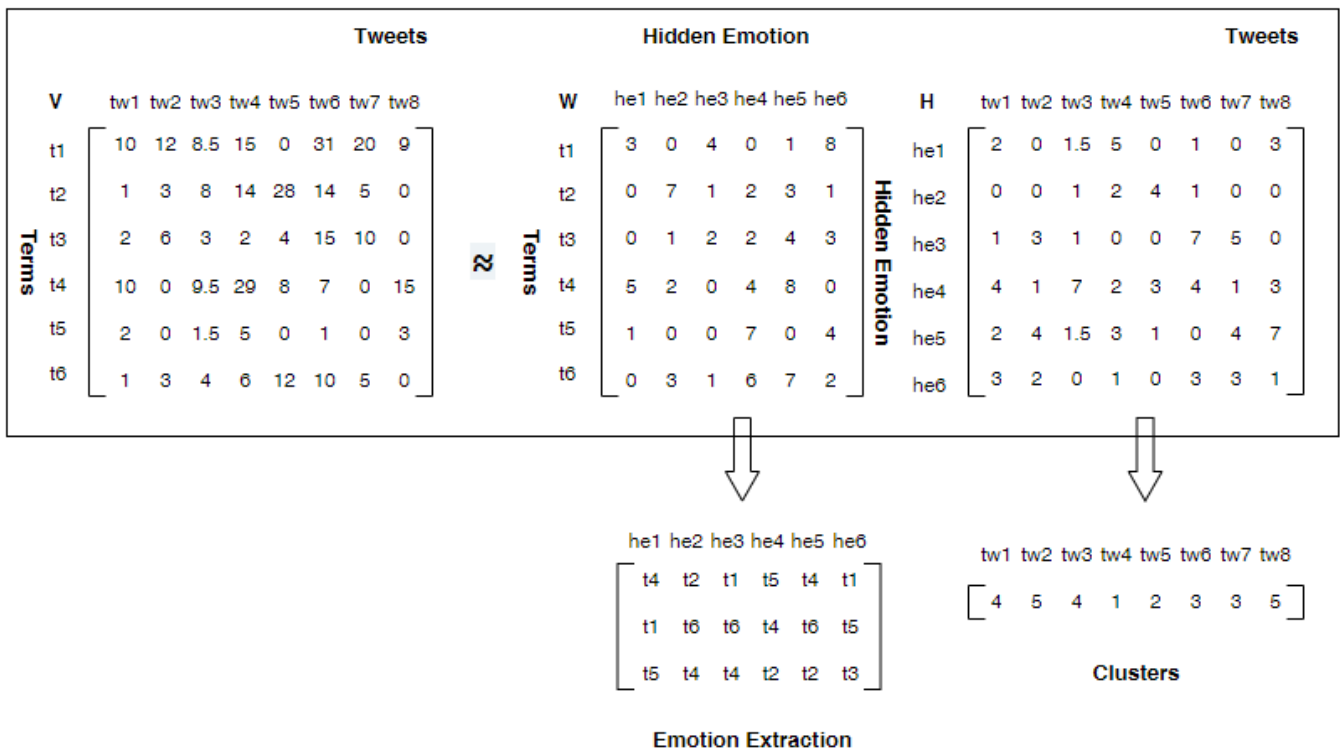 Tweets Hidden Emotion Tweets
V tw1 tw2 tw3 tw4 tw5 tw6 tw7 tw8 W he1 he2 he3 he4 he5 he6 H tw1 tw2 tw3 tw4 tw5 tw6 tw7 tw8
t1 10 12 8.5 15 0 31 20 9 t1 3 0 4 0 1 8 he1 2 0 1.5 5 0 1 0 3
t2 1 3 8 14 28 14 5 0 t2 0 7 1 2 3 1 he2 0 0 1 2 4 1 0 0
t3 2 6 3 2 4 15 10 0 t3 0 1 2 2 4 3 he3 1 3 1 0 0 7 5 0
Terms ≈ Terms Hidden Emotion
t4 10 0 9.5 29 8 7 0 15 t4 5 2 0 4 8 0 he4 4 1 7 2 3 4 1 3
t5 2 0 1.5 5 0 1 0 3 t5 1 0 0 7 0 4 he5 2 4 1.5 3 1 0 4 7
t6 1 3 4 6 12 10 5 0 t6 0 3 1 6 7 2 he6 3 2 0 1 0 3 3 1
he1 he2 he3 he4 he5 he6
t4 t2 t1 t5 t4 t1
t1 t6 t6 t4 t6 t5
t5 t4 t4 t2 t2 t3
Emotion Extraction
tw1 tw2 tw3 tw4 tw5 tw6 tw7 tw8
4 5 4 1 2 3 3 5
Clusters